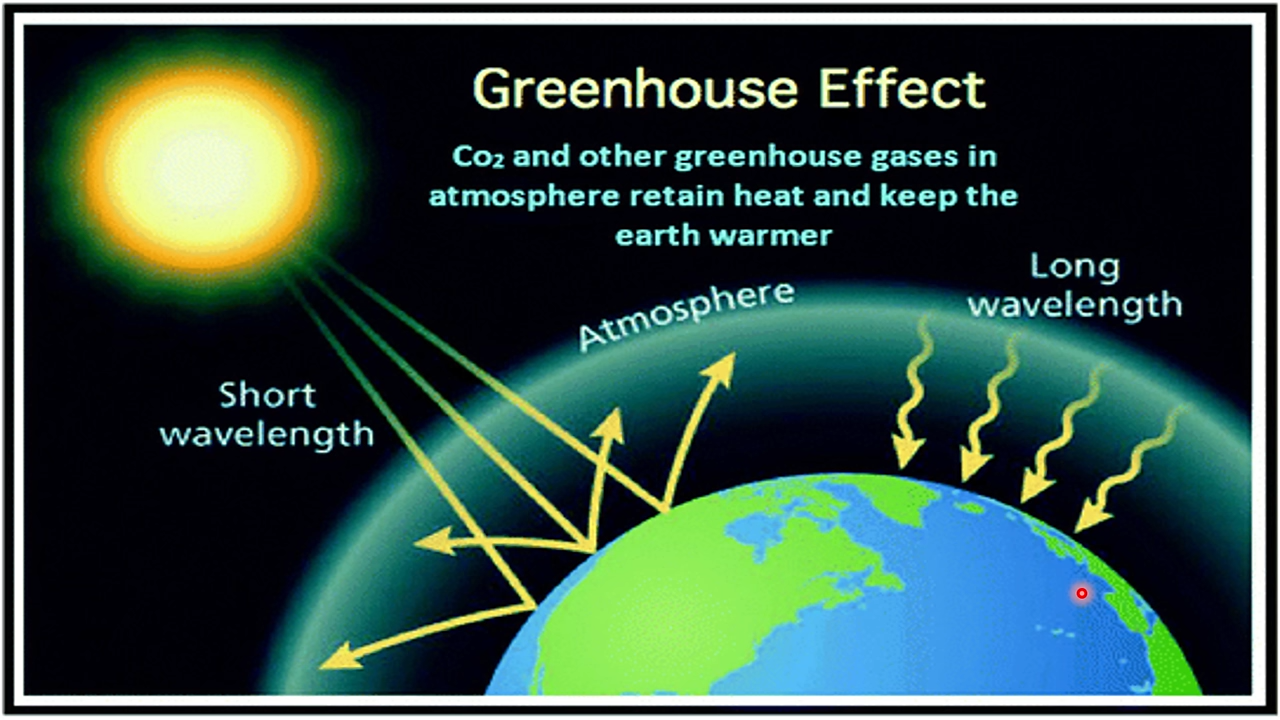 Greenhouse Effect
Co₂ and other greenhouse gases in
atmosphere retain heat and keep the
earth warmer
Long
wavelength
Atmosphere
Short
wavelength